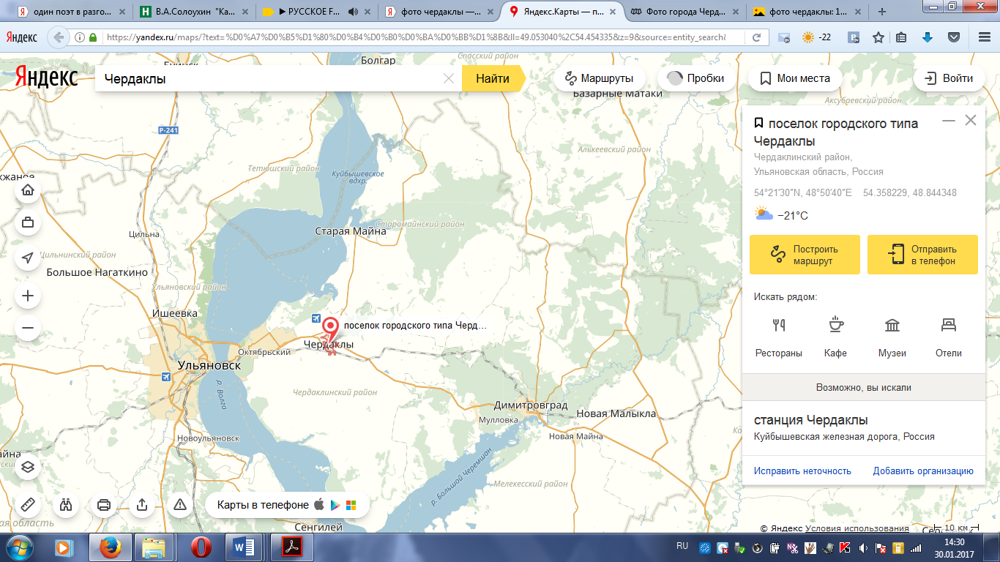 один поэт в разго...
В.А.Солоухин "Ка...
▶ РУССКОЕ F...
фото чердаклы —...
Яндекс.Карты — п...
Фото города Черд...
фото чердаклы: 1...
Яндекс
https://yandex.ru/maps/?text=%D0%A7%D0%B5%D1%80%D0%B4%D0%B0%D0%BA%D0%BB%D1%8B&ll=49.053040%2C54.454335&z=9&source=entity_search&
-22
Яндекс
Чердаклы
Найти
Маршруты
Пробки
Мои места
Войти
Болгар
Спасский район
Базарные Матаки
Аксубаевский район
Р-241
Алькеевский район
Тетюшский район
Куйбышевское
вдхр.
Старая Майна
Старомайнский район
Цильна
Цильнинский район
Большое Нагаткино
Ульяновский район
Ишеевка
поселок городского типа Черд...
Чердаклы
Октябрьский
Ульяновск
р. Волга
Чердаклинский район
Димитровград
Мулловка
Новая Малыкла
Новая Майна
Новоульяновск
р. Большой Черемшан
Мелекесский район
Сенгилей
Карты в телефоне
поселок городского типа
Чердаклы
Чердаклинский район,
Ульяновская область, Россия
54°21'30"N, 48°50'40"E 54.358229, 48.844348
−21°C
Построить
маршрут
Отправить
в телефон
Искать рядом:
Рестораны
Кафе
Музеи
Отели
Возможно, вы искали
станция Чердаклы
Куйбышевская железная дорога, Россия
Исправить неточность
Добавить организацию
© Яндекс Условия использования
10 км
RU
14:30
30.01.2017